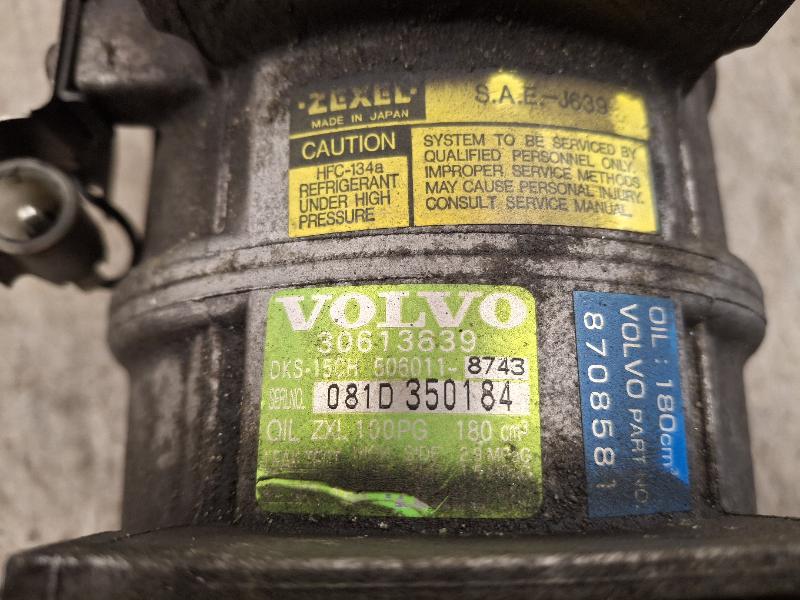 ZEXEL
MADE IN JAPAN
S.A.E.-J639
CAUTION
HFC-134a
REFRIGERANT
UNDER HIGH
PRESSURE
SYSTEM TO BE SERVICED BY
QUALIFIED PERSONNEL ONLY.
IMPROPER SERVICE METHODS
MAY CAUSE PERSONAL INJURY.
CONSULT SERVICE MANUAL.
VOLVO
30613839
DKS-15CH 506011-8743
SERI.NO. 081D 350184
OIL ZXL 100PG 180 cm³
OIL : 180cm³
VOLVO PART NO.
8708581